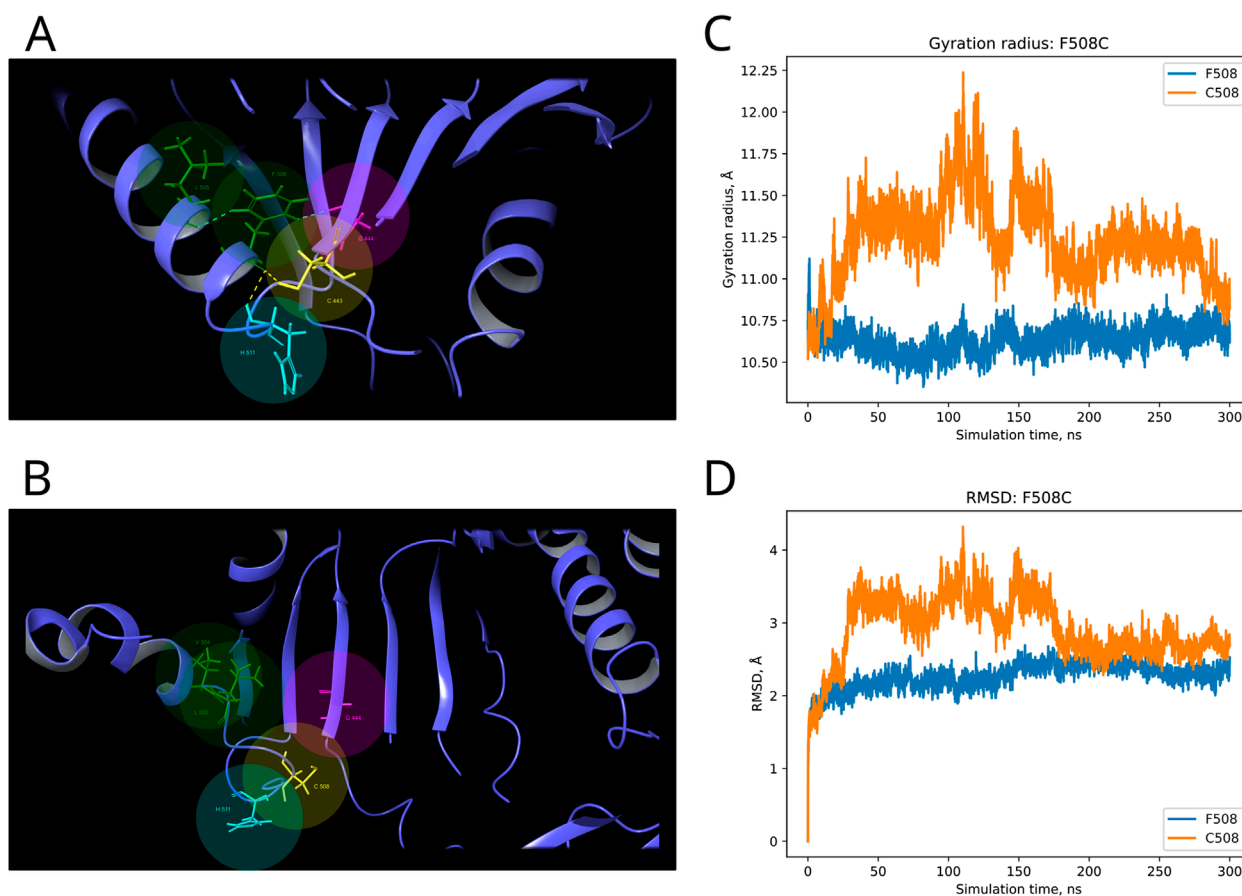 A
L 505
F 508
G 444
C 443
H 511
B
V 504
G 444
C 508
H 511
C
Gyration radius: F508C
F508
C508
12.25
12.00
11.75
11.50
11.25
11.00
10.75
10.50
Gyration radius, Å
0 50 100 150 200 250 300
Simulation time, ns
D
RMSD: F508C
4
3
2
1
0
RMSD, Å
F508
C508
0 50 100 150 200 250 300
Simulation time, ns